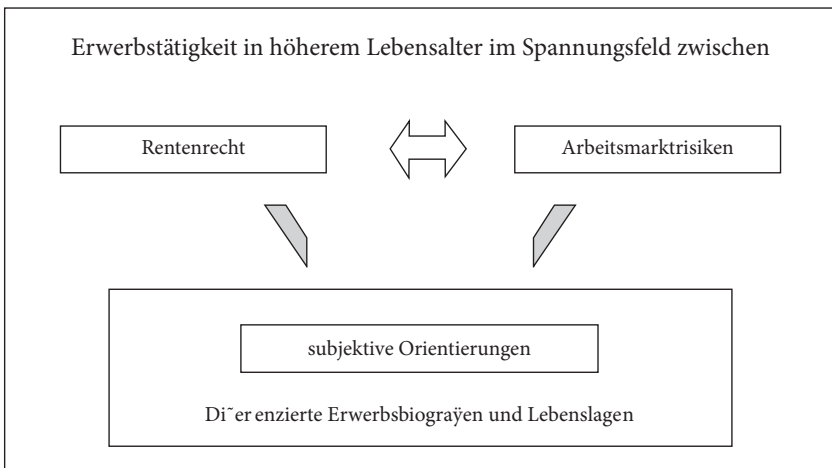 Erwerbstätigkeit in höherem Lebensalter im Spannungsfeld zwischen
Rentenrecht
Arbeitsmarktrisiken
subjektive Orientierungen
Di˜er enzierte Erwerbsbiograÿen und Lebenslagen